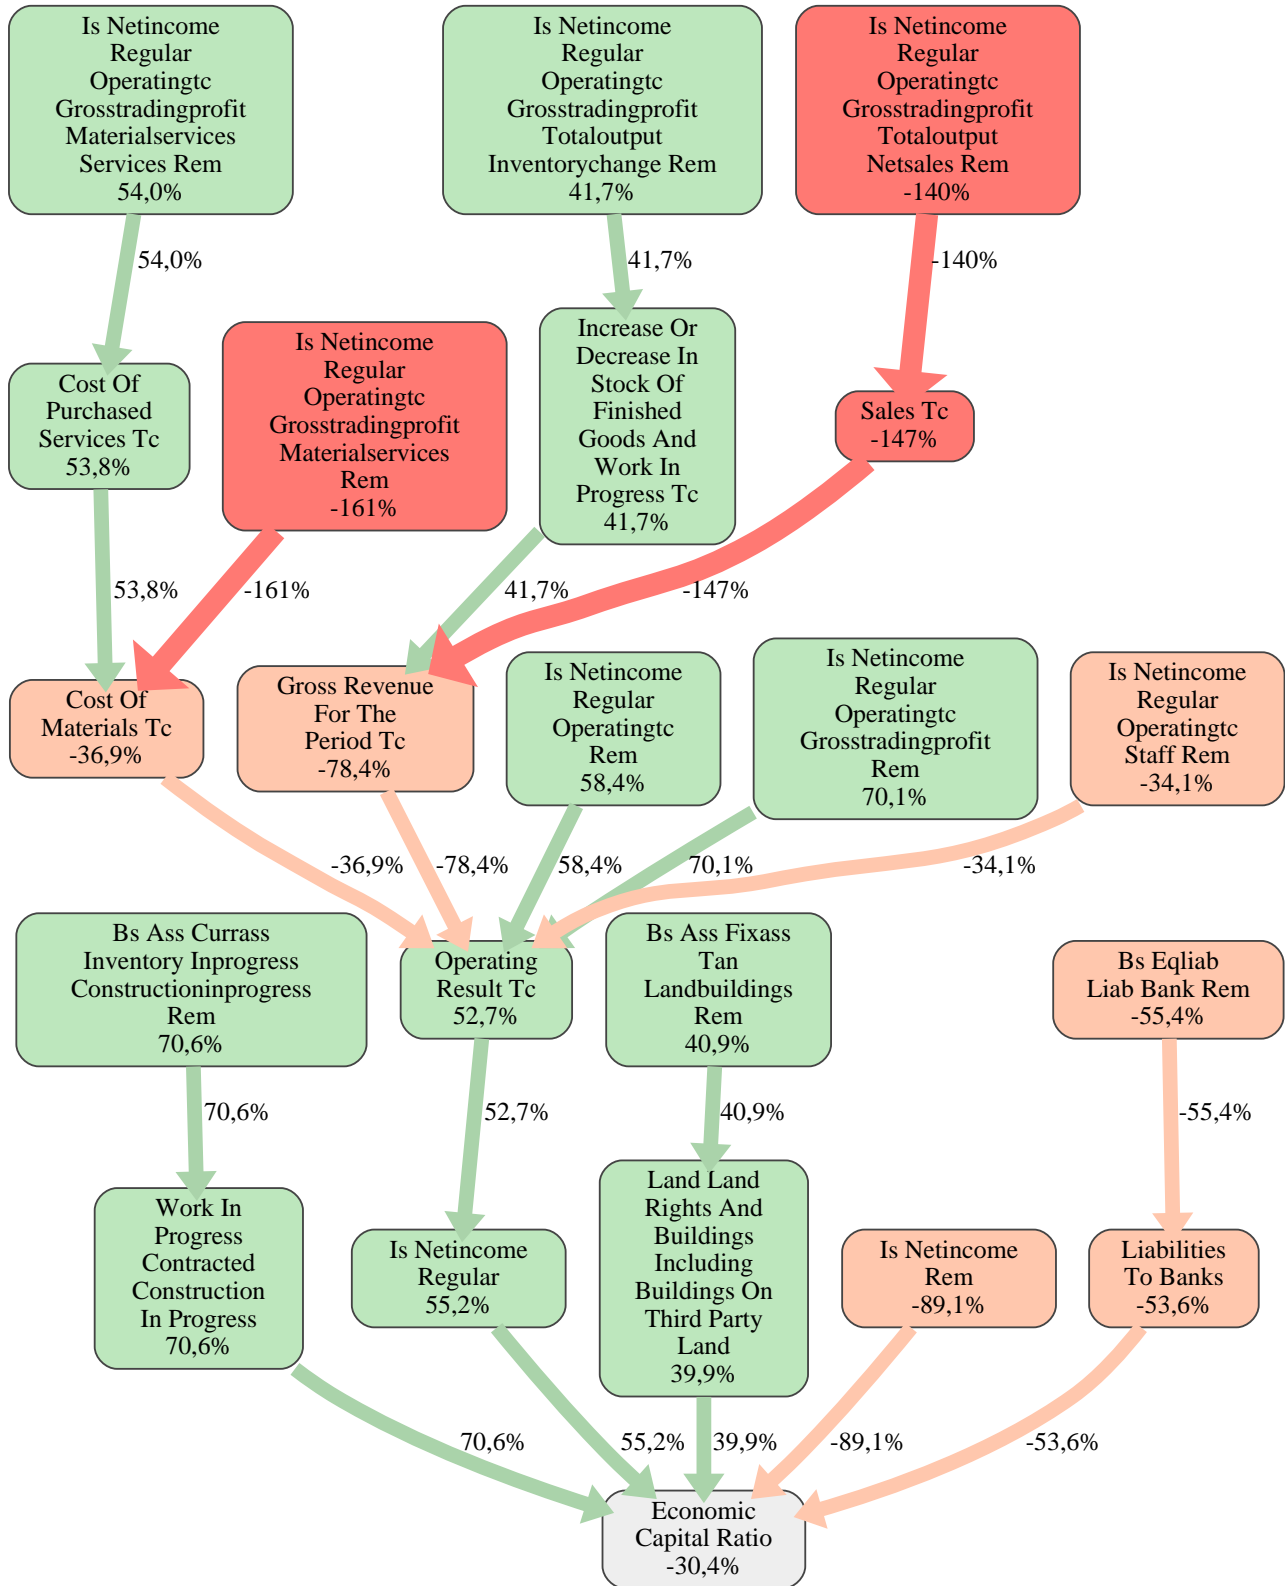 Is Netincome
Regular
Operatingtc
Grosstradingprofit
Materialservices
Services Rem
54,0%
Is Netincome
Regular
Operatingtc
Grosstradingprofit
Totaloutput
Inventorychange Rem
41,7%
Is Netincome
Regular
Operatingtc
Grosstradingprofit
Totaloutput
Netsales Rem
-140%
54,0%
41,7%
-140%
Cost Of
Purchased
Services Tc
53,8%
Is Netincome
Regular
Operatingtc
Grosstradingprofit
Materialservices
Rem
-161%
Increase Or
Decrease In
Stock Of
Finished
Goods And
Work In
Progress Tc
41,7%
Sales Tc
-147%
53,8%
-161%
41,7%
-147%
Cost Of
Materials Tc
-36,9%
Gross Revenue
For The
Period Tc
-78,4%
Is Netincome
Regular
Operatingtc
Rem
58,4%
Is Netincome
Regular
Operatingtc
Grosstradingprofit
Rem
70,1%
Is Netincome
Regular
Operatingtc
Staff Rem
-34,1%
-36,9%
-78,4%
58,4%
70,1%
-34,1%
Bs Ass Currass
Inventory Inprogress
Constructioninprogress
Rem
70,6%
Operating
Result Tc
52,7%
Bs Ass Fixass
Tan
Landbuildings
Rem
40,9%
Bs Eqliab
Liab Bank Rem
-55,4%
70,6%
52,7%
40,9%
-55,4%
Work In
Progress
Contracted
Construction
In Progress
70,6%
Is Netincome
Regular
55,2%
Land Land
Rights And
Buildings
Including
Buildings On
Third Party
Land
39,9%
Is Netincome
Rem
-89,1%
Liabilities
To Banks
-53,6%
70,6%
55,2%
39,9%
-89,1%
-53,6%
Economic
Capital Ratio
-30,4%